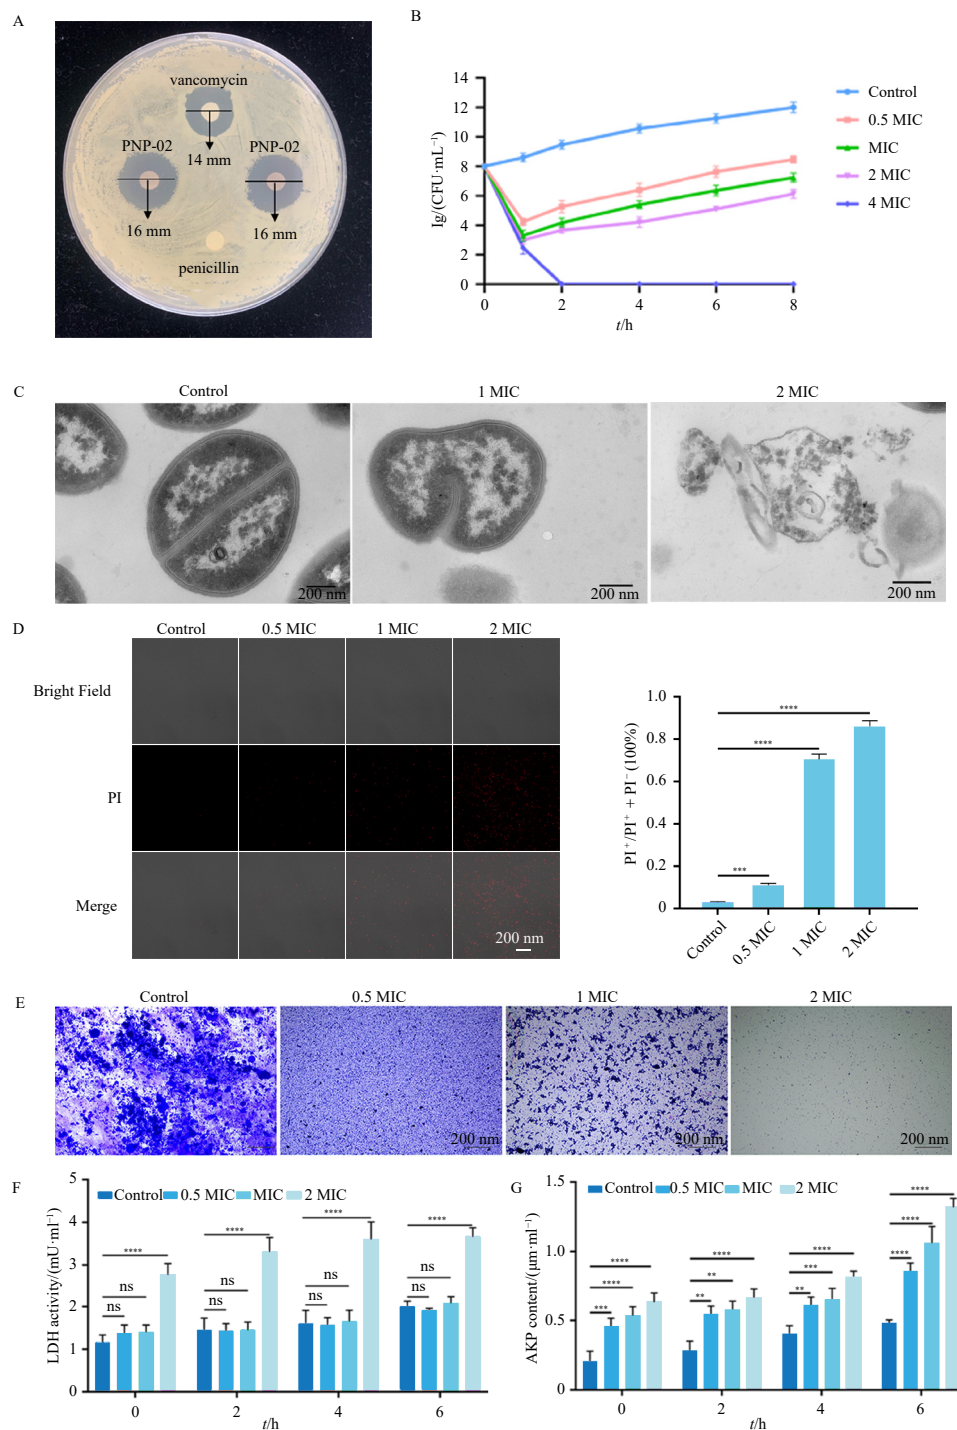 A
vancomycin
PNP-02
PNP-02
14 mm
16 mm
16 mm
penicillin
B
lg/(CFU·mL⁻¹)
14
12
10
8
6
4
2
0
0
2
4
6
8
t/h
Control
0.5 MIC
MIC
2 MIC
4 MIC
C
Control
1 MIC
2 MIC
200 nm
200 nm
200 nm
D
Control
0.5 MIC
1 MIC
2 MIC
Bright Field
PI
Merge
200 nm
PI⁺/PI⁺ + PI⁻ (100%)
1.0
0.8
0.6
0.4
0.2
0
****
****
***
Control
0.5 MIC
1 MIC
2 MIC
E
Control
0.5 MIC
1 MIC
2 MIC
200 nm
200 nm
200 nm
F
Control
0.5 MIC
MIC
2 MIC
LDH activity/(mU·ml⁻¹)
5
4
3
2
1
0
****
ns
ns
****
ns
ns
****
ns
ns
****
ns
ns
0
2
4
6
t/h
G
Control
0.5 MIC
MIC
2 MIC
AKP content/(μm·ml⁻¹)
1.5
1.0
0.5
0
****
****
***
****
**
**
****
***
**
****
****
****
0
2
4
6
t/h